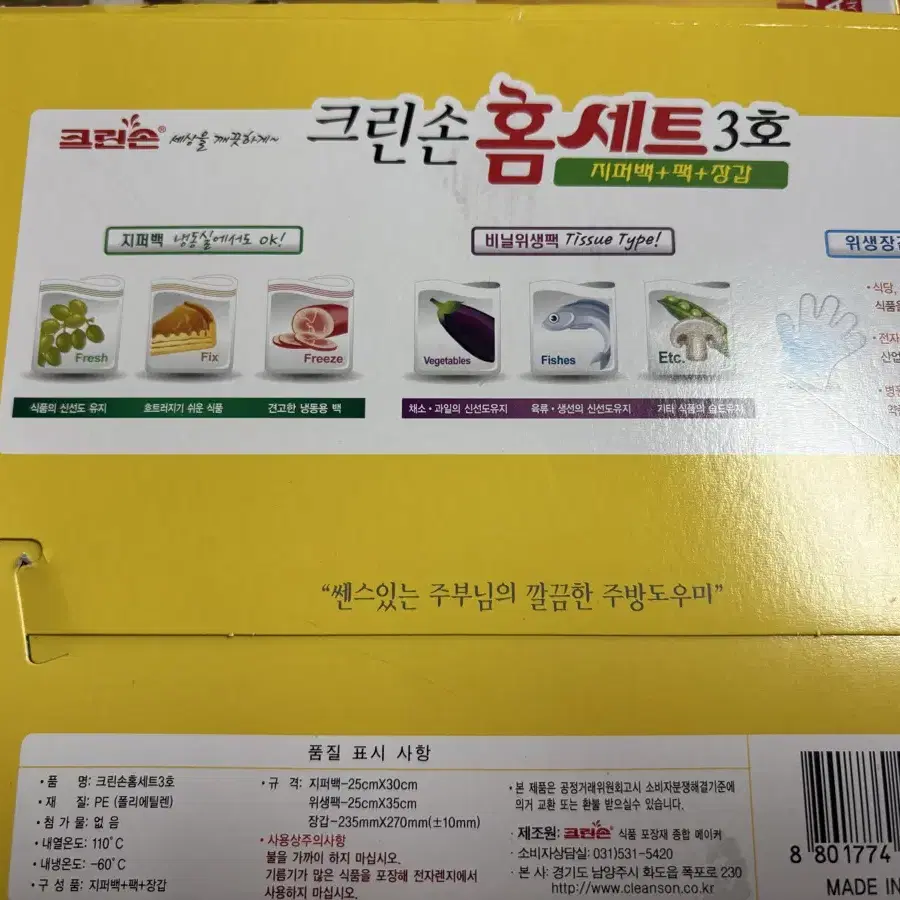 크린손® 세상을 깨끗하게~
크린손 홈세트3호
지퍼백+팩+장갑
지퍼백 냉동실에서도 ok!
비닐위생팩 Tissue Type!
위생장갑
Fresh
Fix
Freeze
Vegetables
Fishes
Etc.
식품의 신선도 유지
흐트러지기 쉬운 식품
견고한 냉동용 백
채소·과일의 신선도유지
육류·생선의 신선도유지
기타 식품의 습도유지
·식당,
식품을
·전자
산업
“쎈스있는 주부님의 깔끔한 주방도우미”
품질 표시 사항
·품 명: 크린손홈세트3호
·재 질: PE (폴리에틸렌)
·첨 가 물: 없 음
·내열온도: 110°C
·내냉온도: -60°C
·구 성 품: 지퍼백+팩+장갑
·규 격: 지퍼백-25cmX30cm
위생팩-25cmX35cm
장갑-235mmX270mm(±10mm)
·사용상주의사항
불을 가까이 하지 마십시오.
기름기가 많은 식품을 포장해 전자렌지에서
사용하지 마십시오.
·본 제품은 공정거래위원회고시 소비자분쟁해결기준에
의거 교환 또는 환불 받으실수 있습니다.
·제조원: 크린손 식품 포장재 종합 메이커
·소비자상담실: 031)531-5420
·본 사: 경기도 남양주시 화도읍 폭포로 230
http://www.cleanson.co.kr
8 801774
MADE IN